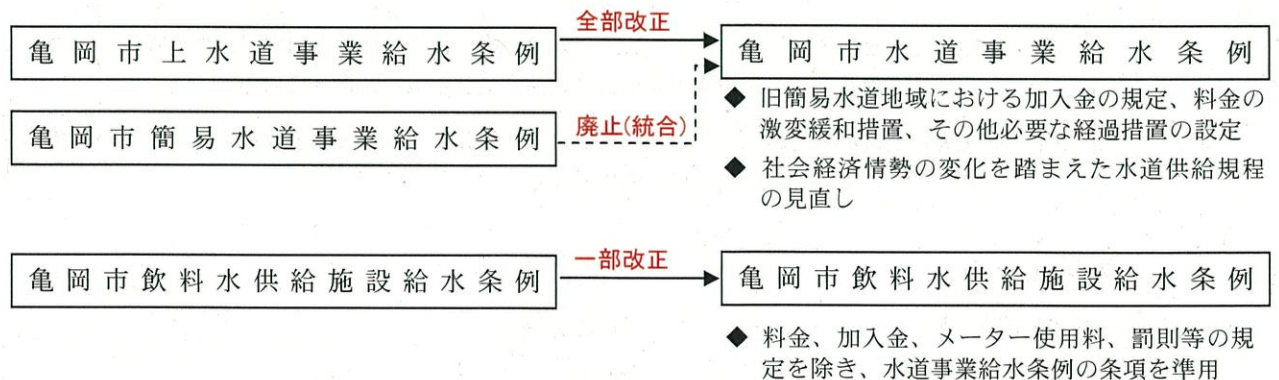 全部改正
亀岡市上水道事業給水条例
亀岡市水道事業給水条例
亀岡市簡易水道事業給水条例
廃止(統合)
◆ 旧簡易水道地域における加入金の規定、料金の
激変緩和措置、その他必要な経過措置の設定
◆ 社会経済情勢の変化を踏まえた水道供給規程
の見直し
一部改正
亀岡市飲料水供給施設給水条例
亀岡市飲料水供給施設給水条例
◆ 料金、加入金、メーター使用料、罰則等の規
定を除き、水道事業給水条例の条項を準用